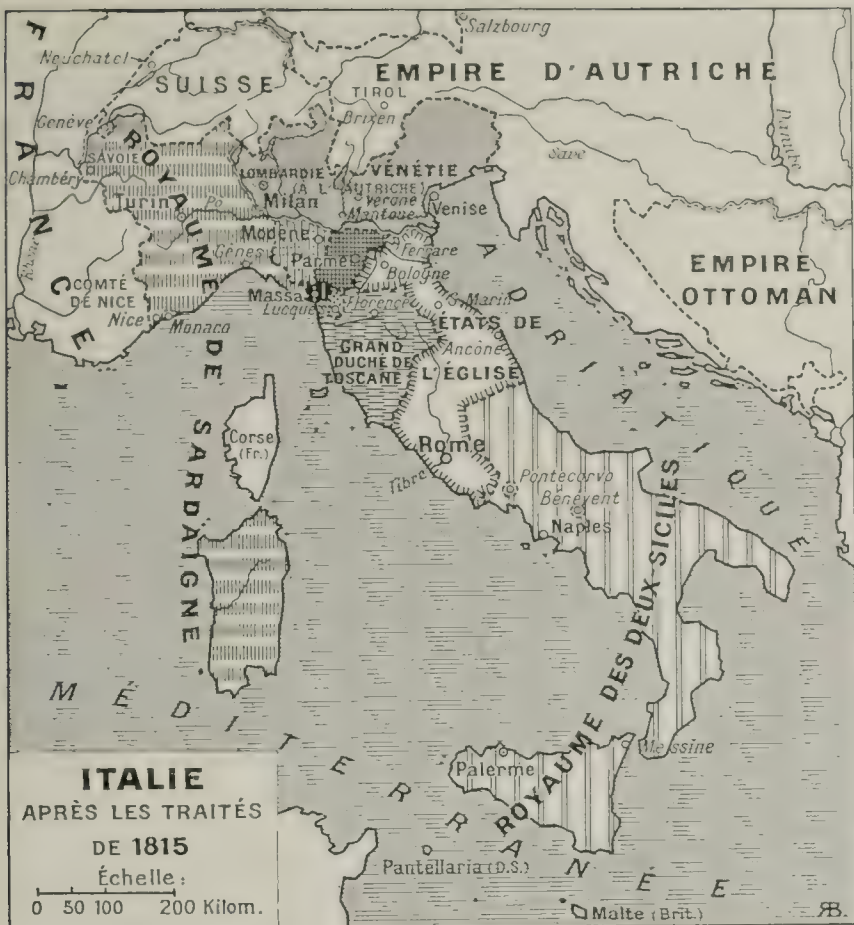 FRANCE
Salzbourg
Neuchatel
SUISSE
EMPIRE D'AUTRICHE
TIROL
Brixen
Danube
Genève
ROYAUME DE SARDAIGNE
SAVOIE
Chambéry
LOMBARDIE
VÉNÉTIE
(À L'AUTRICHE)
Save
Turin
Pô
Milan
Vérone
Mantoue
Venise
Rhône
Modène
Ferrare
Gênes
Parme
Bologne
EMPIRE
OTTOMAN
COMTÉ
DE NICE
Massa
Lucques
Florence
S. Marin
Nice
Monaco
ÉTATS DE
L'ÉGLISE
Ancône
GRAND
DUCHÉ DE
TOSCANE
ADRIATIQUE
Corse
(Fr.)
Rome
Tibre
Pontecorvo
Bénévent
Naples
ROYAUME DES DEUX SICILES
MÉDITERRANÉE
Messine
Palerme
ITALIE
APRÈS LES TRAITÉS
DE 1815
Échelle:
0 50 100 200 Kilom.
Pantellaria (D.S.)
Malte (Brit.)